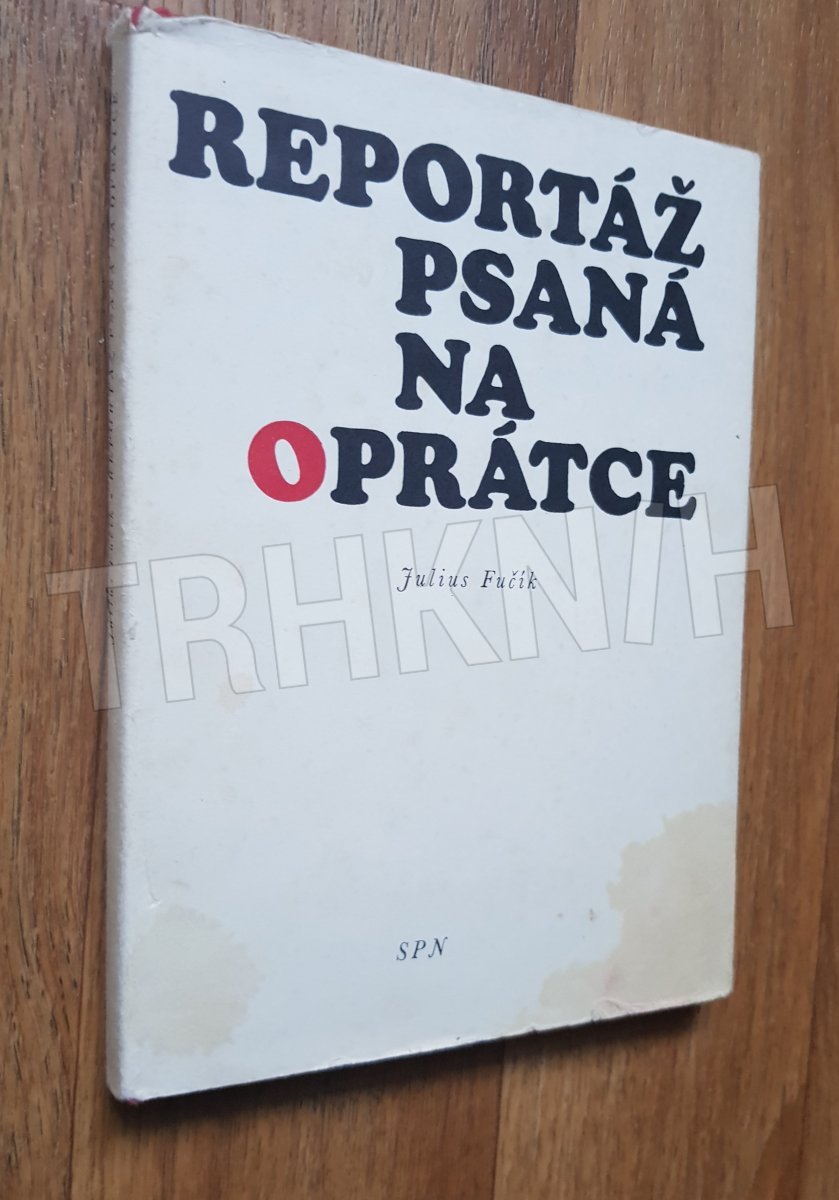 REPORTÁŽ
PSANÁ
NA
OPRÁTCE
Julius Fučík
TRHKNIH
SPN